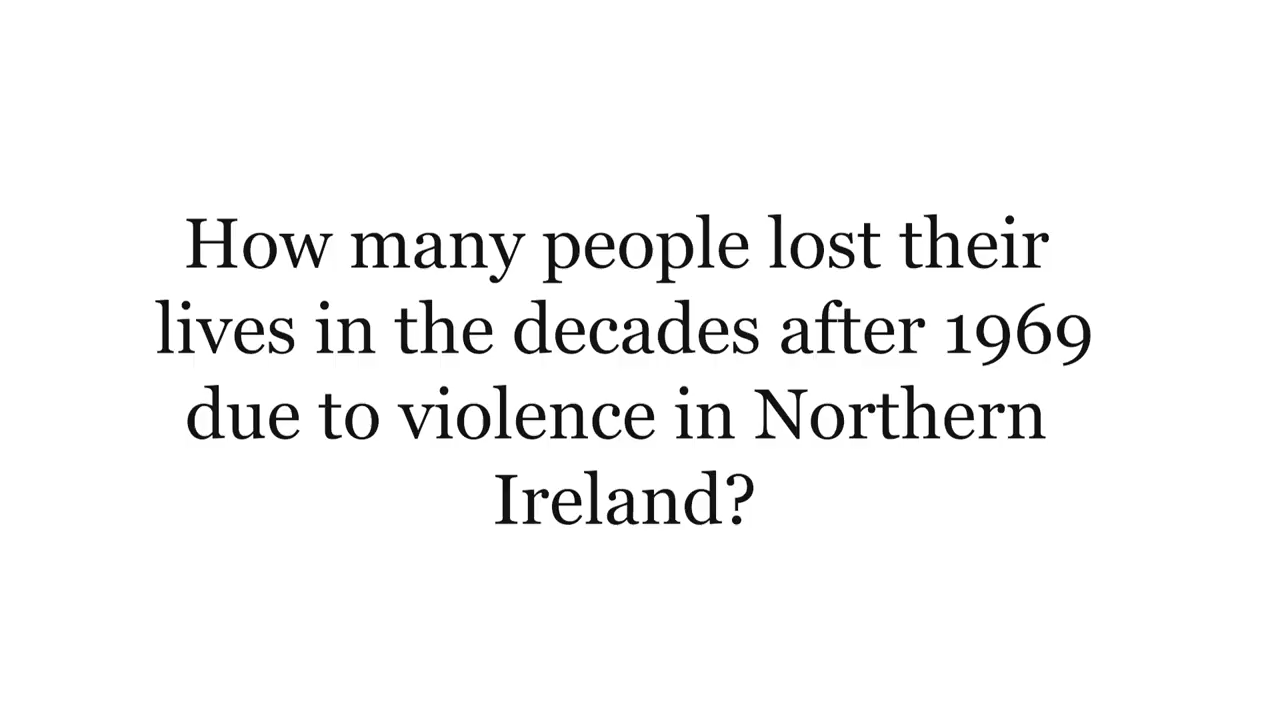 How many people lost their
lives in the decades after 1969
due to violence in Northern
Ireland?